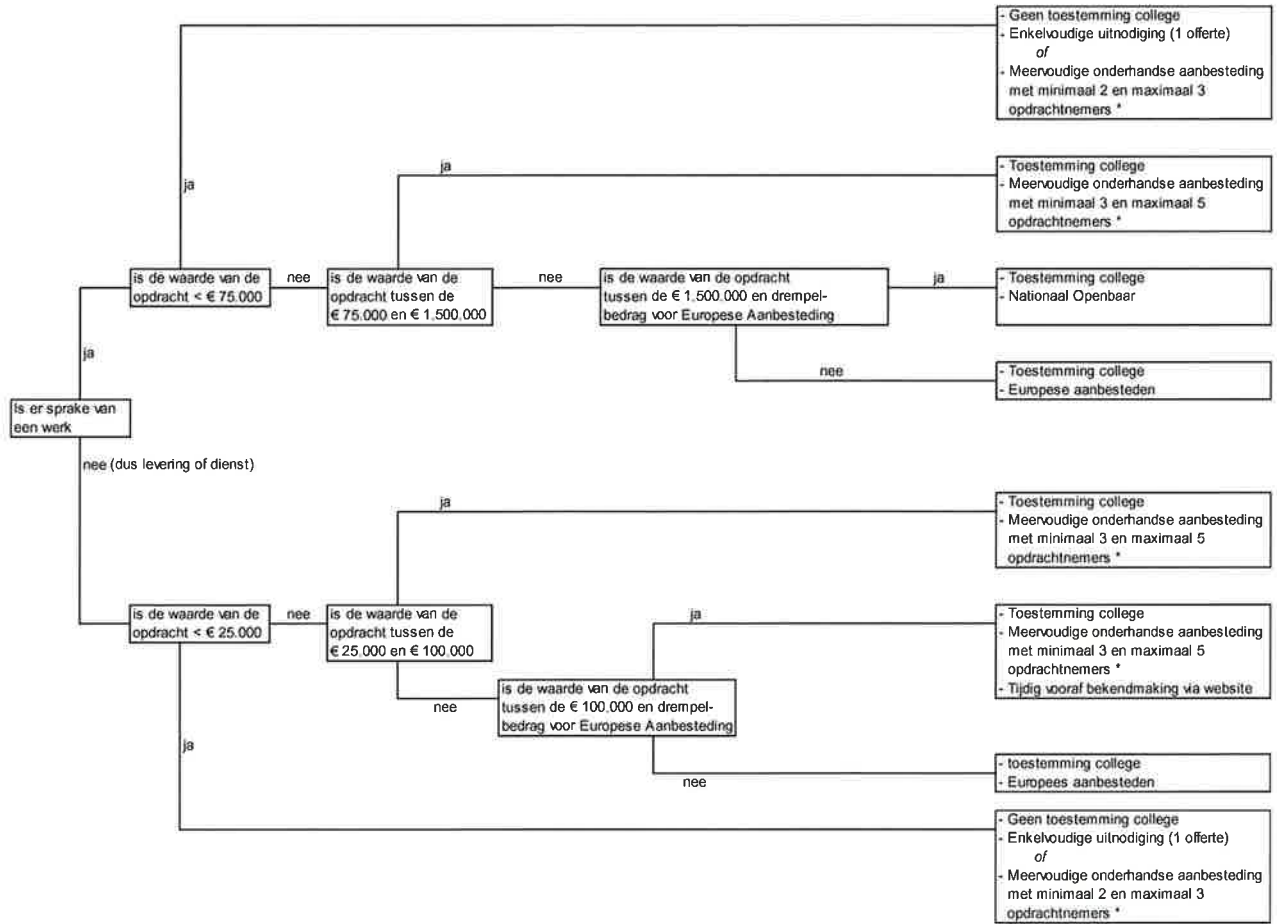 - Geen toestemming college
- Enkelvoudige uitnodiging (1 offerte)
of
- Meervoudige onderhandse aanbesteding
met minimaal 2 en maximaal 3
opdrachtnemers *
ja
ja
- Toestemming college
- Meervoudige onderhandse aanbesteding
met minimaal 3 en maximaal 5
opdrachtnemers *
is de waarde van de
opdracht < € 75.000
nee
is de waarde van de
opdracht tussen de
€ 75.000 en € 1.500.000
nee
is de waarde van de opdracht
tussen de € 1.500.000 en drempel-
bedrag voor Europese Aanbesteding
ja
- Toestemming college
- Nationaal Openbaar
ja
nee
- Toestemming college
- Europese aanbesteden
Is er sprake van
een werk
nee (dus levering of dienst)
ja
- Toestemming college
- Meervoudige onderhandse aanbesteding
met minimaal 3 en maximaal 5
opdrachtnemers *
is de waarde van de
opdracht < € 25.000
nee
is de waarde van de
opdracht tussen de
€ 25.000 en € 100.000
ja
- Toestemming college
- Meervoudige onderhandse aanbesteding
met minimaal 3 en maximaal 5
opdrachtnemers *
- Tijdig vooraf bekendmaking via website
nee
is de waarde van de opdracht
tussen de € 100.000 en drempel-
bedrag voor Europese Aanbesteding
ja
nee
- toestemming college
- Europees aanbesteden
- Geen toestemming college
- Enkelvoudige uitnodiging (1 offerte)
of
- Meervoudige onderhandse aanbesteding
met minimaal 2 en maximaal 3
opdrachtnemers *